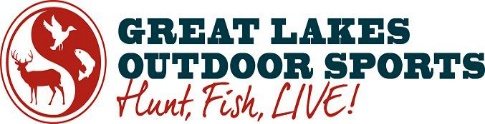 GREAT LAKES
OUTDOOR SPORTS
Hunt, Fish, LIVE!